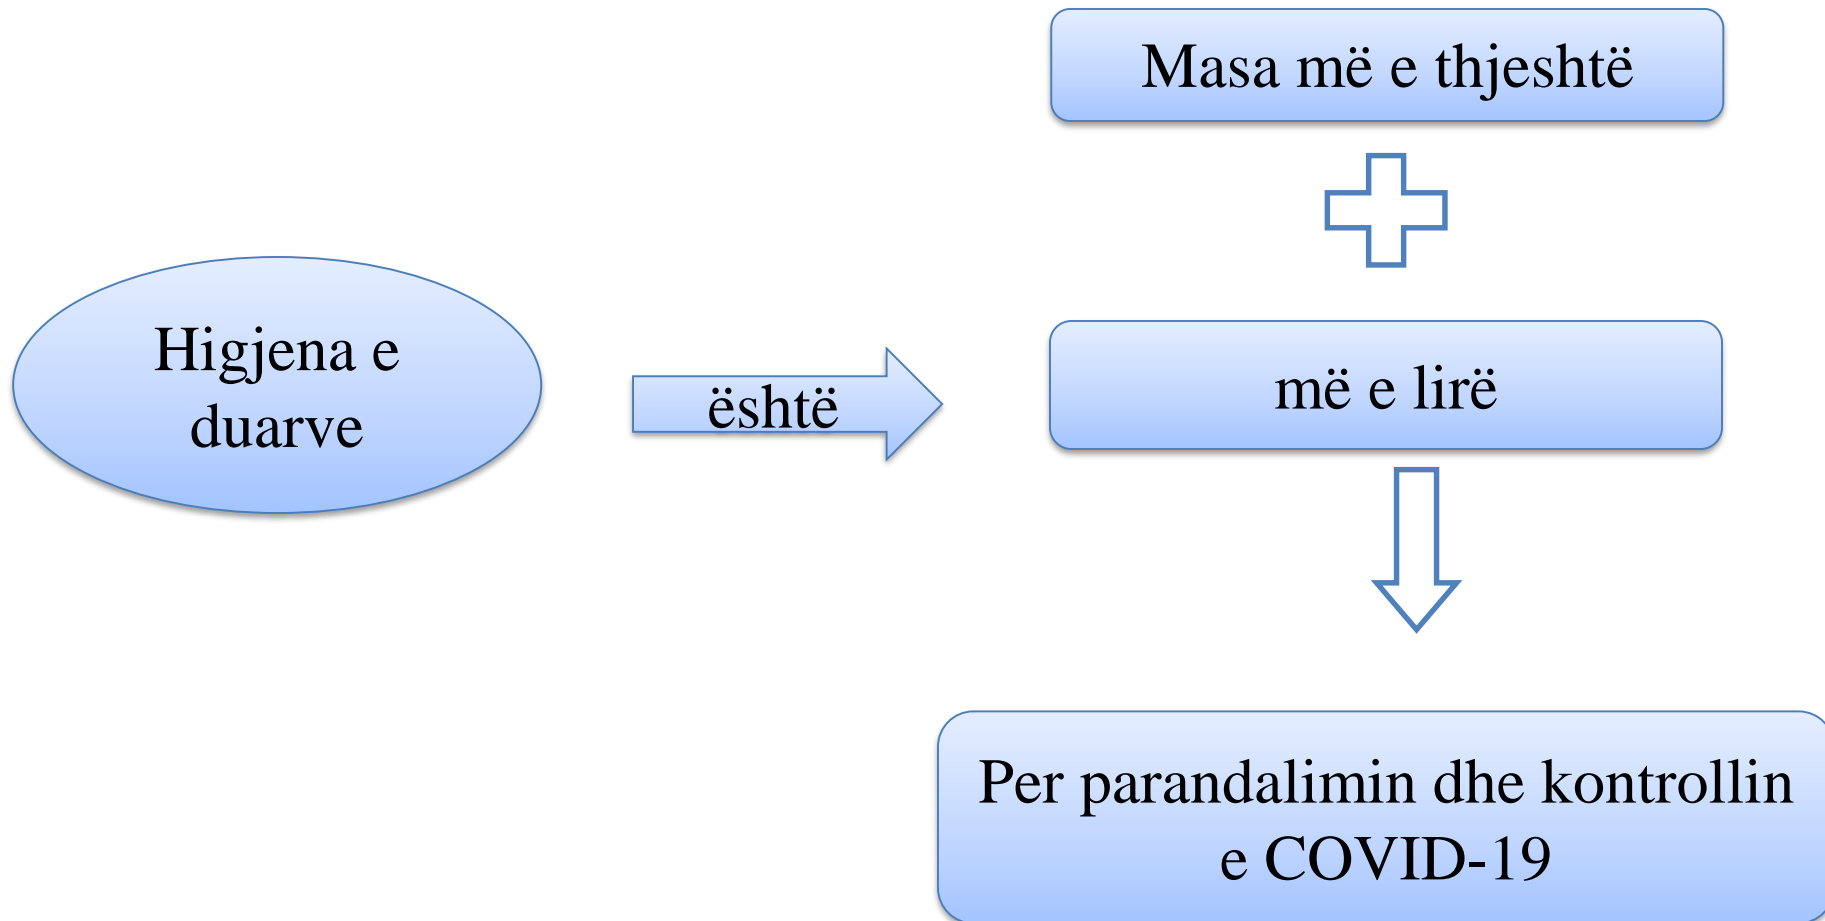 Higjena e
duarve
është
Masa më e thjeshtë
më e lirë
Per parandalimin dhe kontrollin
e COVID-19